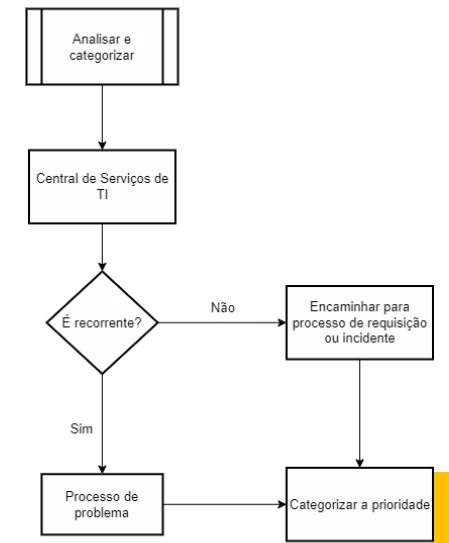 Analisar e
categorizar
Central de Serviços de
TI
É recorrente?
Não
Encaminhar para
processo de requisição
ou incidente
Sim
Processo de
problema
Categorizar a prioridade